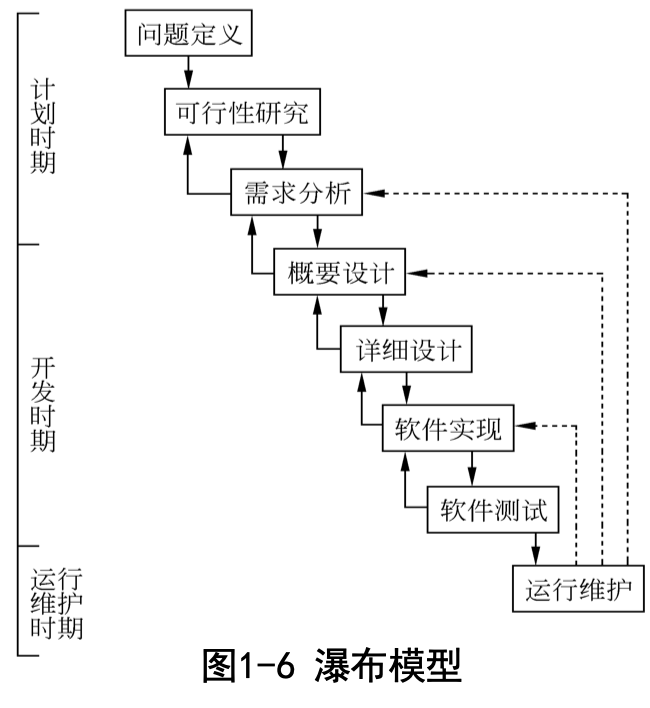 问题定义
可行性研究
需求分析
概要设计
详细设计
软件实现
软件测试
运行维护
计划时期
开发时期
运行
维护
时期
图1-6 瀑布模型